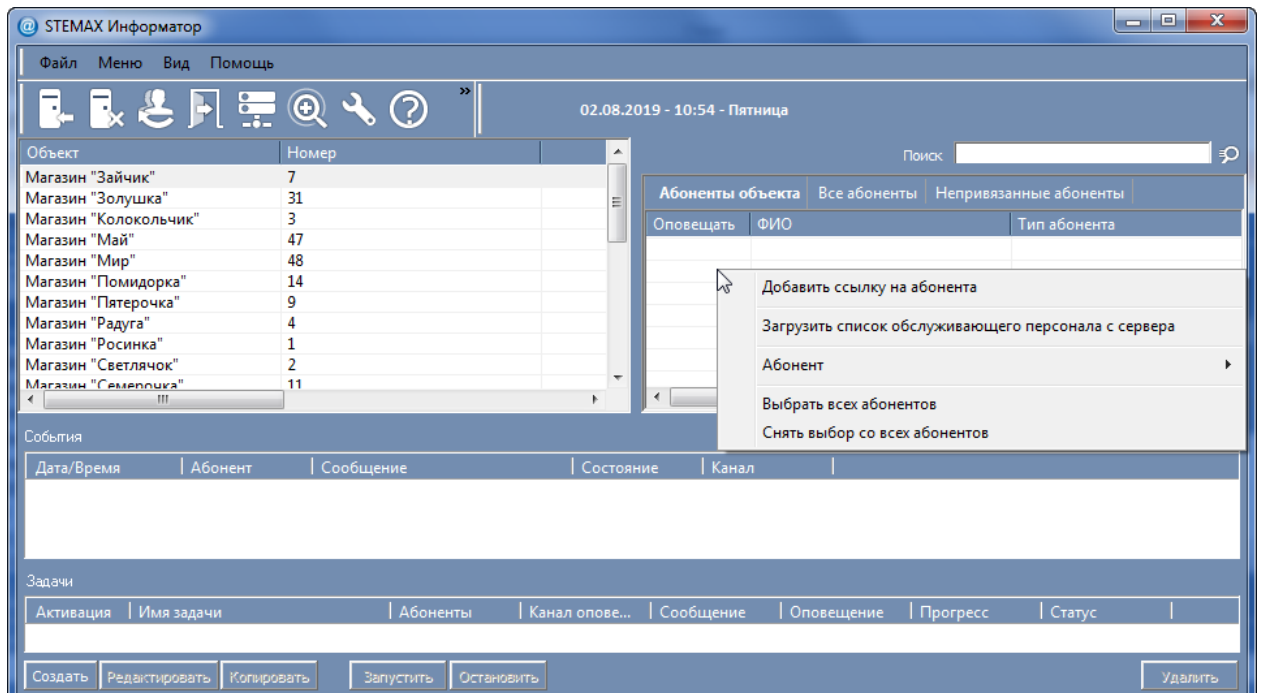 STEMAX Информатор
Файл Меню Вид Помощь
02.08.2019 - 10:54 - Пятница
Объект Номер
Магазин "Зайчик" 7
Магазин "Золушка" 31
Магазин "Колокольчик" 3
Магазин "Май" 47
Магазин "Мир" 48
Магазин "Помидорка" 14
Магазин "Пятерочка" 9
Магазин "Радуга" 4
Магазин "Росинка" 1
Магазин "Светлячок" 2
Магазин "Семерочка" 11
Поиск
Абоненты объекта Все абоненты Непривязанные абоненты
Оповещать ФИО Тип абонента
Добавить ссылку на абонента
Загрузить список обслуживающего персонала с сервера
Абонент
Выбрать всех абонентов
Снять выбор со всех абонентов
События
Дата/Время Абонент Сообщение Состояние Канал
Задачи
Активация Имя задачи Абоненты Канал опове... Сообщение Оповещение Прогресс Статус
Создать Редактировать Копировать Запустить Остановить Удалить